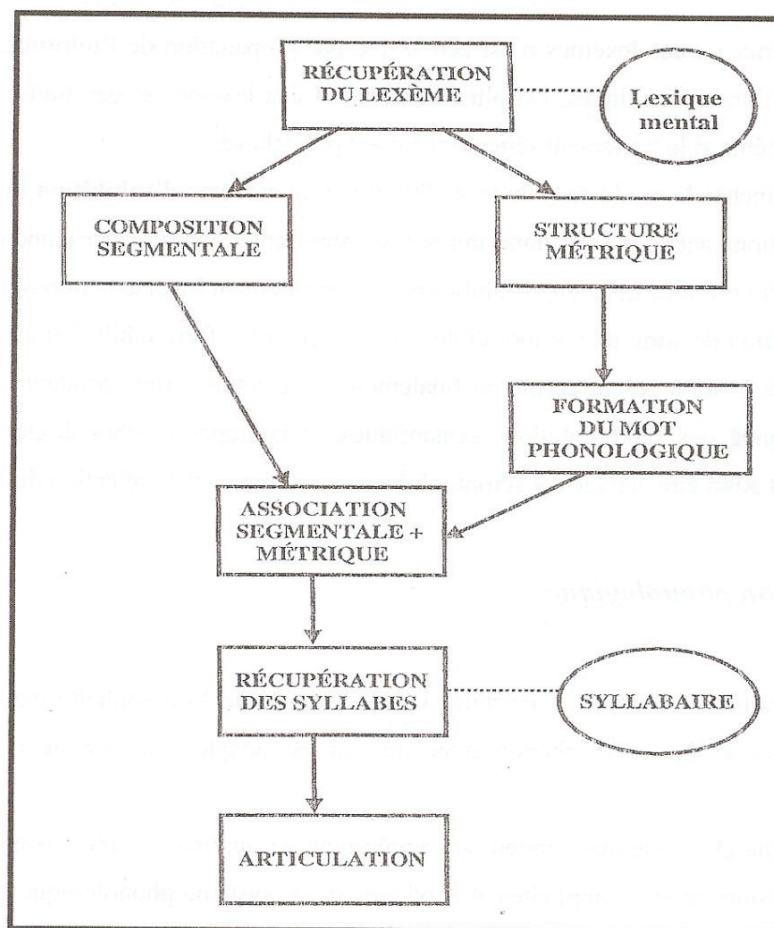 RÉCUPÉRATION
DU LEXÈME
Lexique
mental
COMPOSITION
SEGMENTALE
STRUCTURE
MÉTRIQUE
FORMATION
DU MOT
PHONOLOGIQUE
ASSOCIATION
SEGMENTALE +
MÉTRIQUE
RÉCUPÉRATION
DES SYLLABES
SYLLABAIRE
ARTICULATION